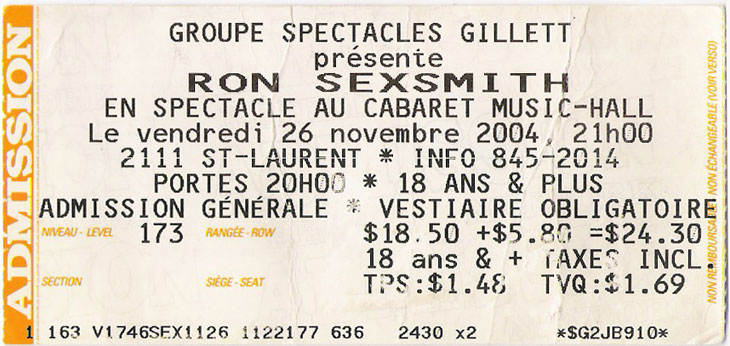 ADMISSION
GROUPE SPECTACLES GILLETT
présente
RON SEXSMITH
EN SPECTACLE AU CABARET MUSIC-HALL
Le vendredi 26 novembre 2004, 21h00
2111 ST-LAURENT * INFO 845-2014
PORTES 20H00 * 18 ANS & PLUS
ADMISSION GÉNÉRALE * VESTIAIRE OBLIGATOIRE
NIVEAU - LEVEL 173 RANGÉE - ROW $18.50 +$5.80 =$24.30
18 ans & + TAXES INCL.
SECTION SIÈGE - SEAT TPS:$1.48 TVQ:$1.69
1 163 V1746SEX1126 1122177 636 2430 x2 *$G2JB910*
NON REMBOURSABLE / NON ÉCHANGEABLE (VOIR VERSO)